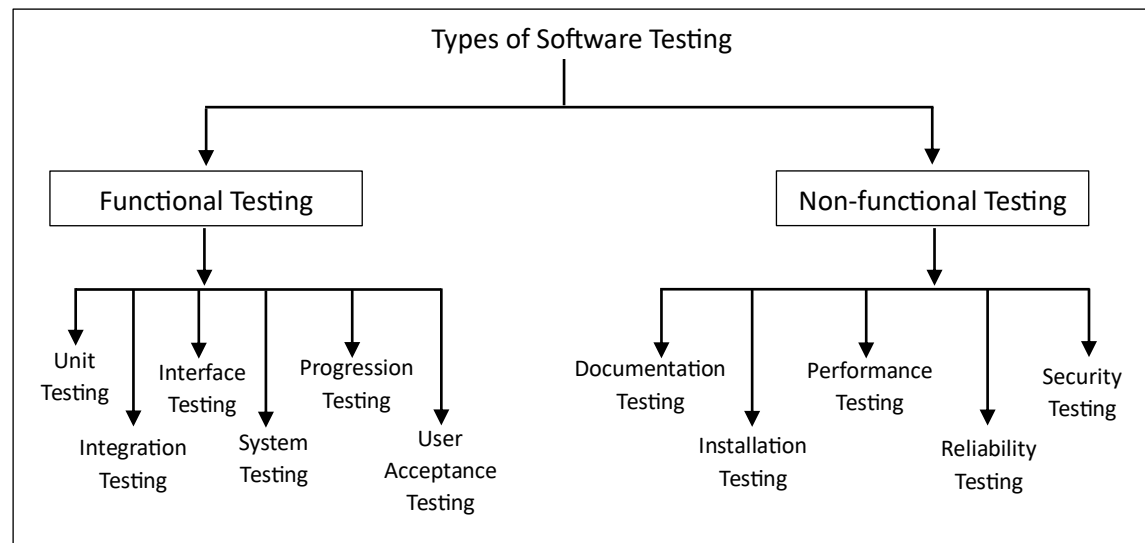 Types of Software Testing
Functional Testing
Non-functional Testing
Unit
Testing
Integration
Testing
Interface
Testing
System
Testing
Progression
Testing
User
Acceptance
Testing
Documentation
Testing
Installation
Testing
Performance
Testing
Reliability
Testing
Security
Testing